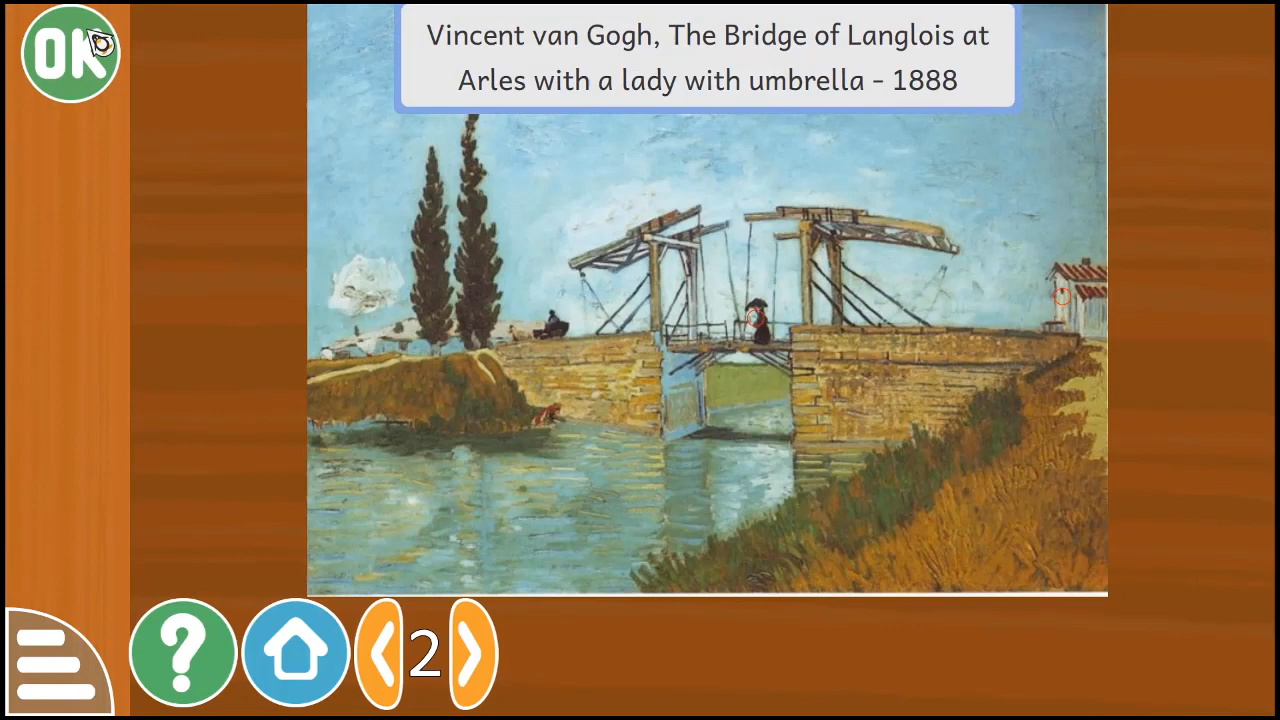 OK
Vincent van Gogh, The Bridge of Langlois at
Arles with a lady with umbrella - 1888
?
2